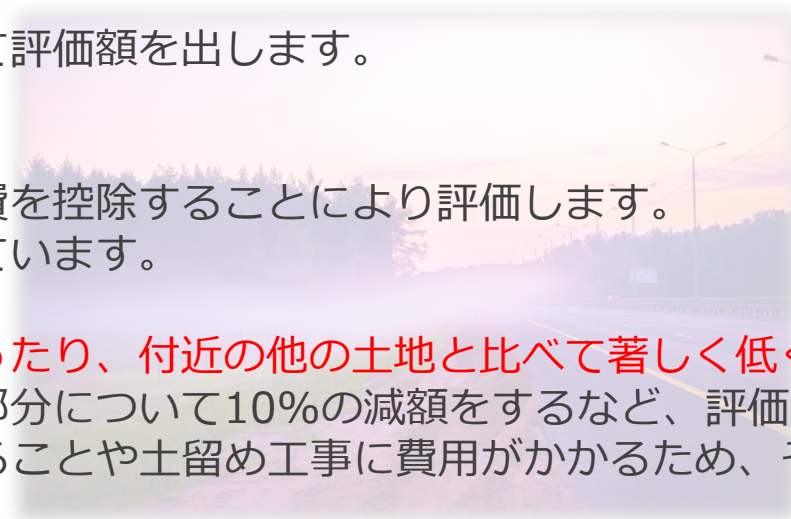 評価額を出します。
を控除することにより評価します。
います。
たり、付近の他の土地と比べて著しく低
部分について10%の減額をするなど、評価
ることや土留め工事に費用がかかるため、